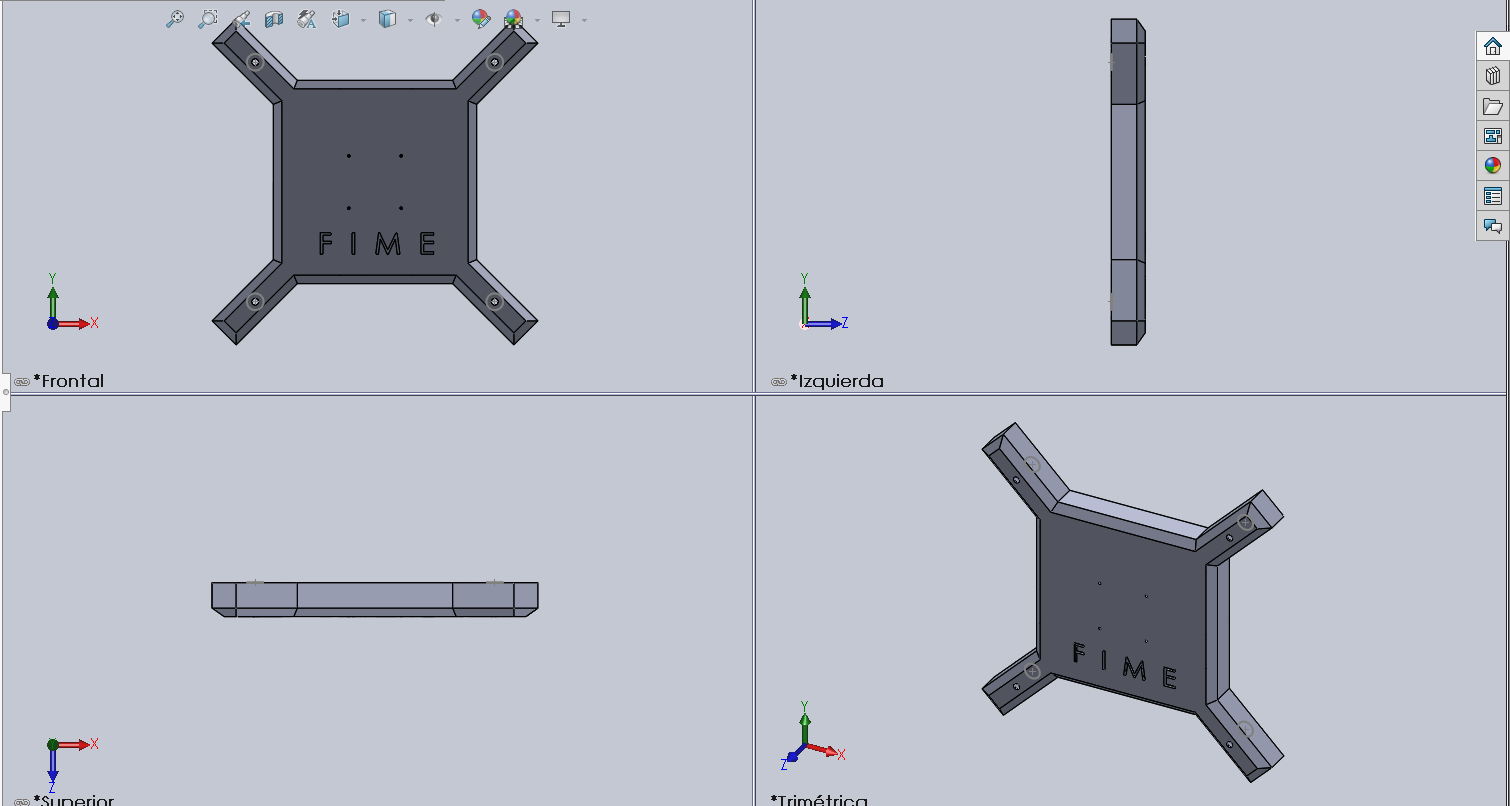 FIME
Y
X
*Frontal
Y
Z
*Izquierda
X
Z
*Superior
FIME
Y
X
Z
*Trimétrica